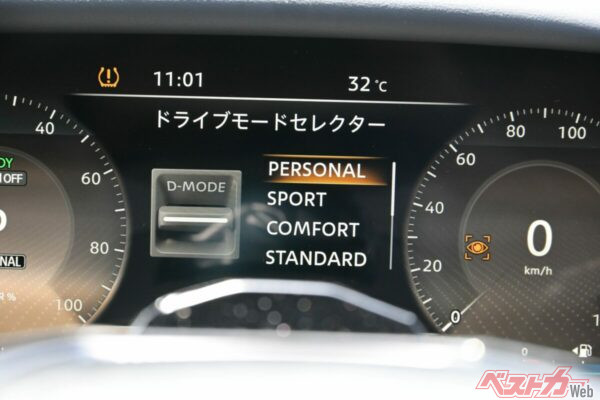 11:01
32℃
ドライブモードセレクター
D-MODE
PERSONAL
SPORT
COMFORT
STANDARD
40
60
80
100
OFF
0
20
40
60
80
100
0
km/h
0
ベストカーWeb